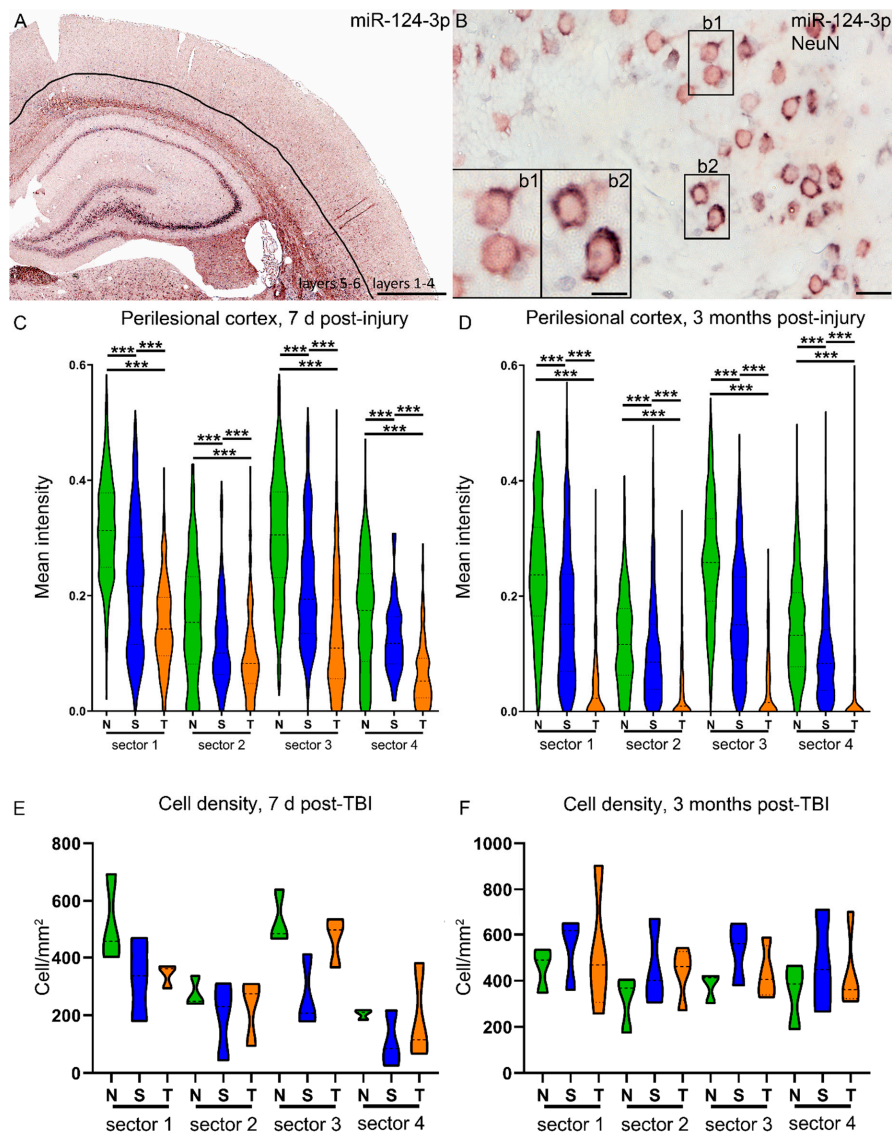 A
miR-124-3p
layers 5-6 layers 1-4
B
miR-124-3p
NeuN
b1
b2
b1
b2
C
Perilesional cortex, 7 d post-injury
Mean intensity
0.6
0.4
0.2
0.0
*** ***
***
*** ***
***
*** ***
***
*** ***
***
N S T N S T N S T N S T
sector 1 sector 2 sector 3 sector 4
D
Perilesional cortex, 3 months post-injury
Mean intensity
0.6
0.4
0.2
0.0
*** ***
***
*** ***
***
*** ***
***
*** ***
***
N S T N S T N S T N S T
sector 1 sector 2 sector 3 sector 4
E
Cell density, 7 d post-TBI
Cell/mm²
800
600
400
200
0
N S T N S T N S T N S T
sector 1 sector 2 sector 3 sector 4
F
Cell density, 3 months post-TBI
Cell/mm²
1000
800
600
400
200
0
N S T N S T N S T N S T
sector 1 sector 2 sector 3 sector 4